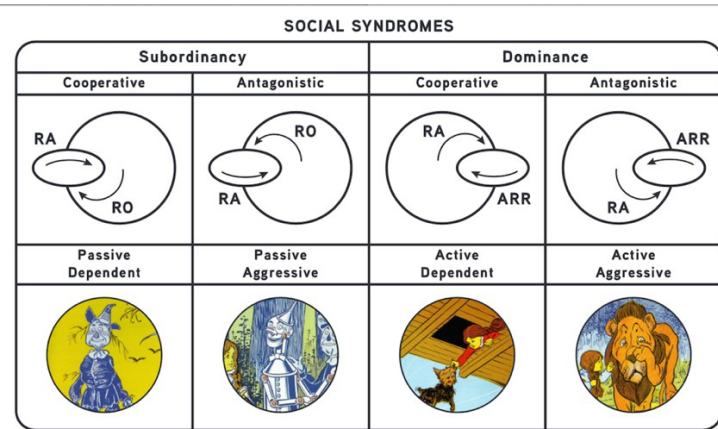 SOCIAL SYNDROMES
Subordinancy
Dominance
Cooperative
Antagonistic
Cooperative
Antagonistic
RA
RO
RO
RA
RA
ARR
ARR
RA
Passive
Dependent
Passive
Aggressive
Active
Dependent
Active
Aggressive